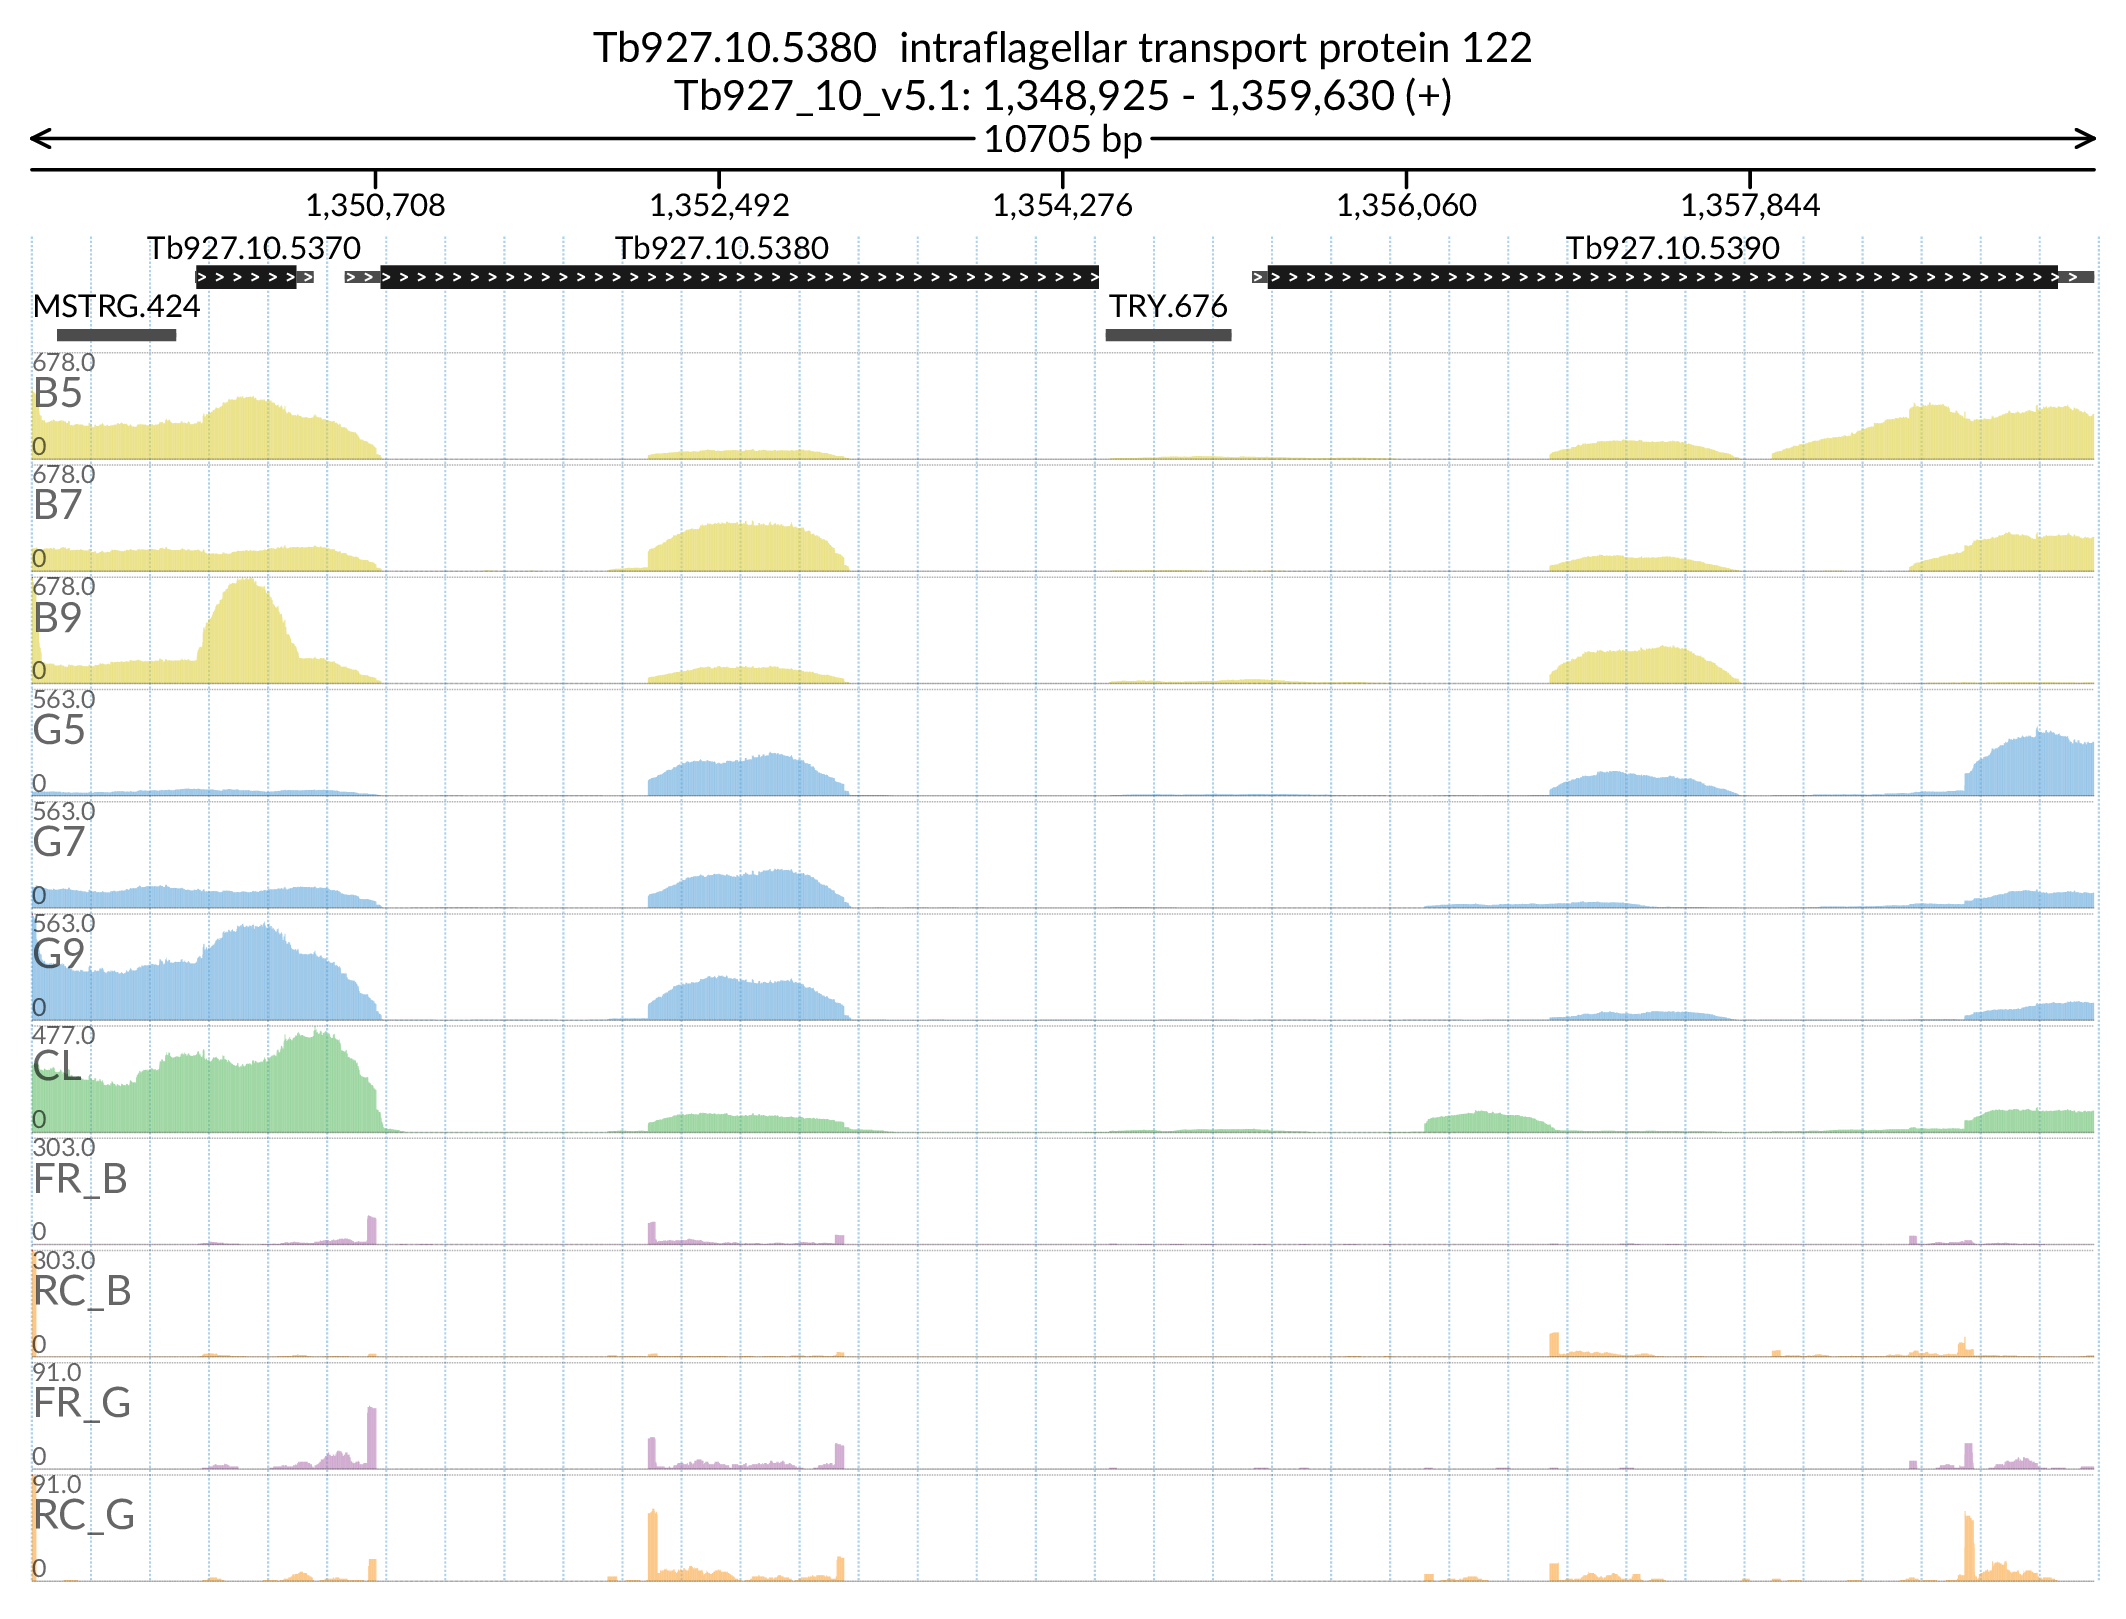 Tb927.10.5380 intraflagellar transport protein 122
Tb927_10_v5.1: 1,348,925 - 1,359,630 (+)
10705 bp
1,350,708 1,352,492 1,354,276 1,356,060 1,357,844
Tb927.10.5370 Tb927.10.5380 Tb927.10.5390
MSTRG.424 TRY.676
678.0
B5
0
678.0
B7
0
678.0
B9
0
563.0
G5
0
563.0
G7
0
563.0
G9
0
477.0
CL
0
303.0
FR_B
0
303.0
RC_B
0
91.0
FR_G
0
91.0
RC_G
0